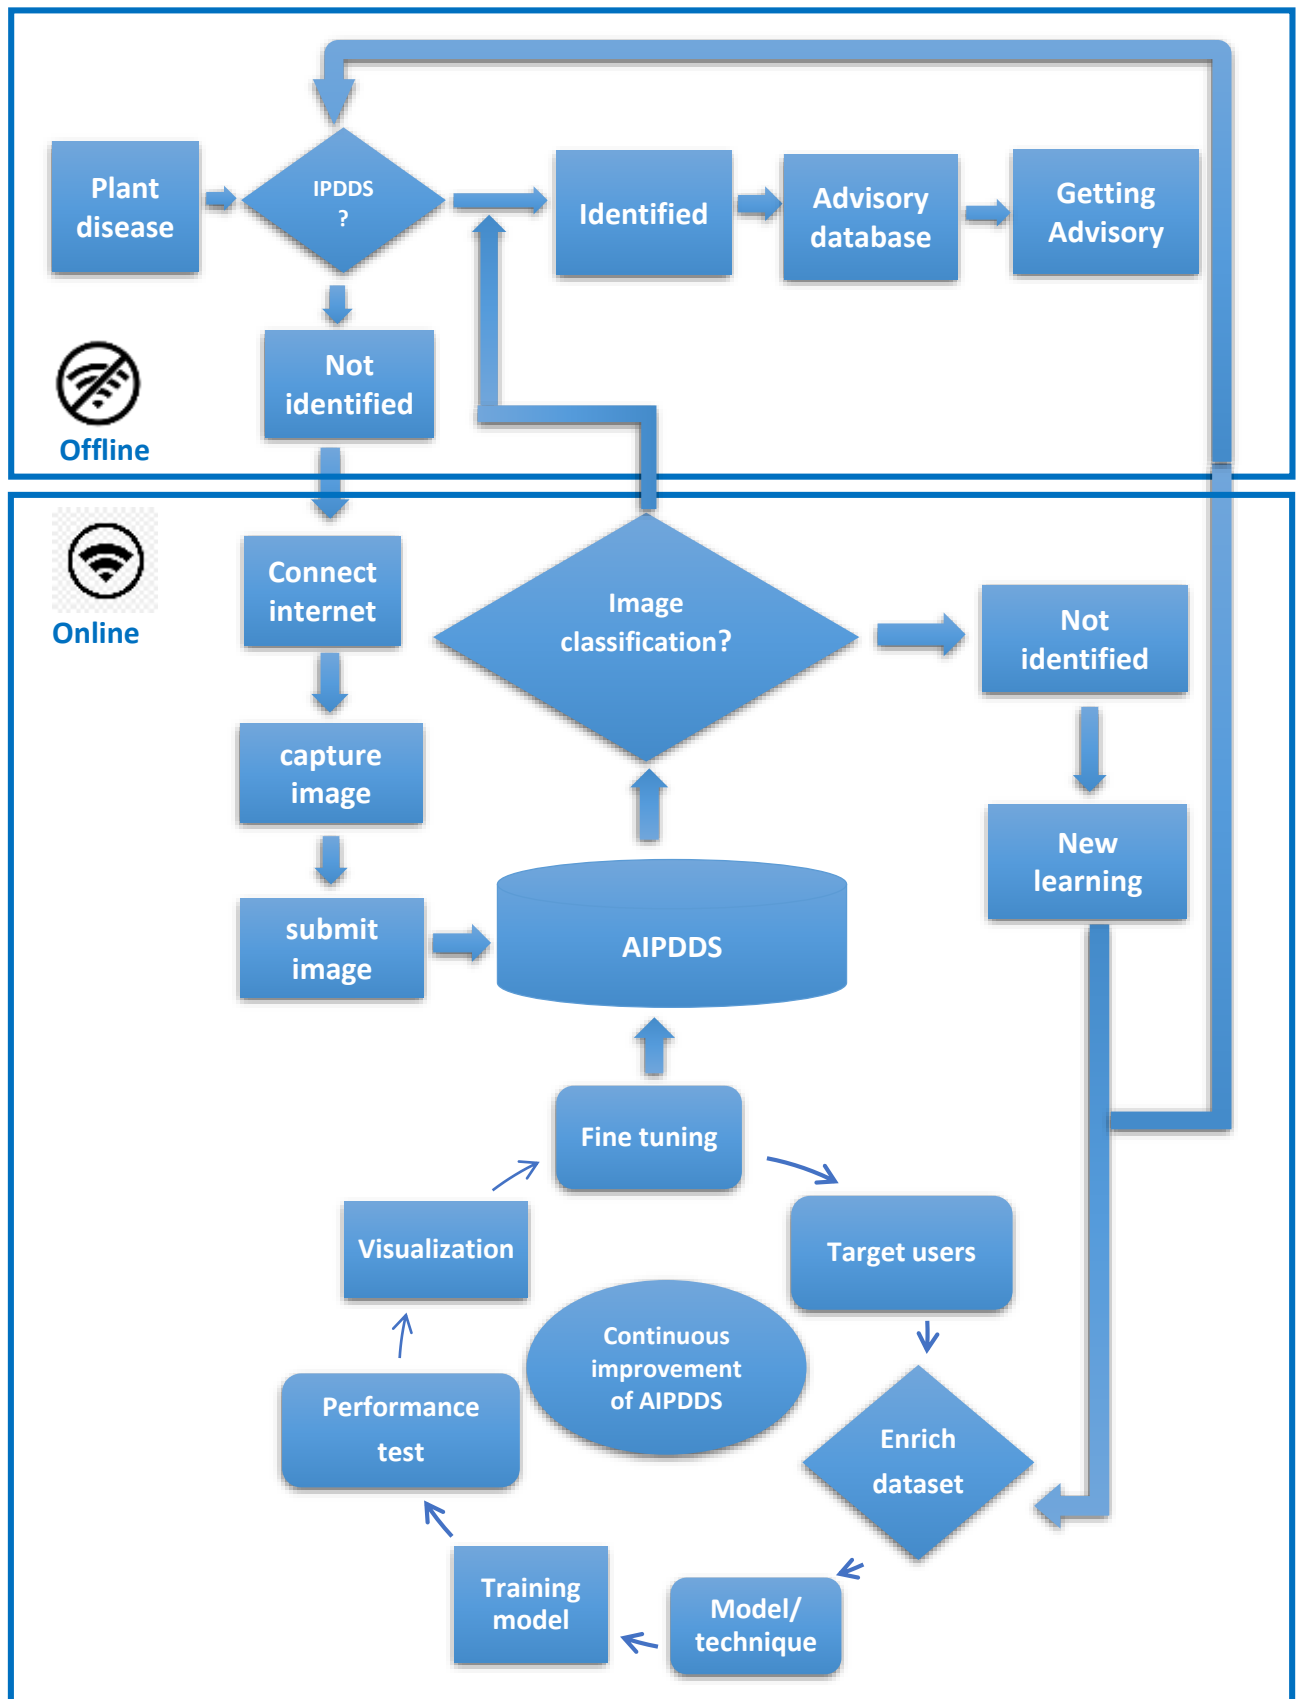 Plant
disease
IPDDS
?
Identified
Advisory
database
Getting
Advisory
Not
identified
Offline
Online
Connect
internet
Image
classification?
Not
identified
capture
image
New
learning
submit
image
AIPDDS
Fine tuning
Visualization
Target users
Continuous
improvement
of AIPDDS
Performance
test
Enrich
dataset
Training
model
Model/
technique